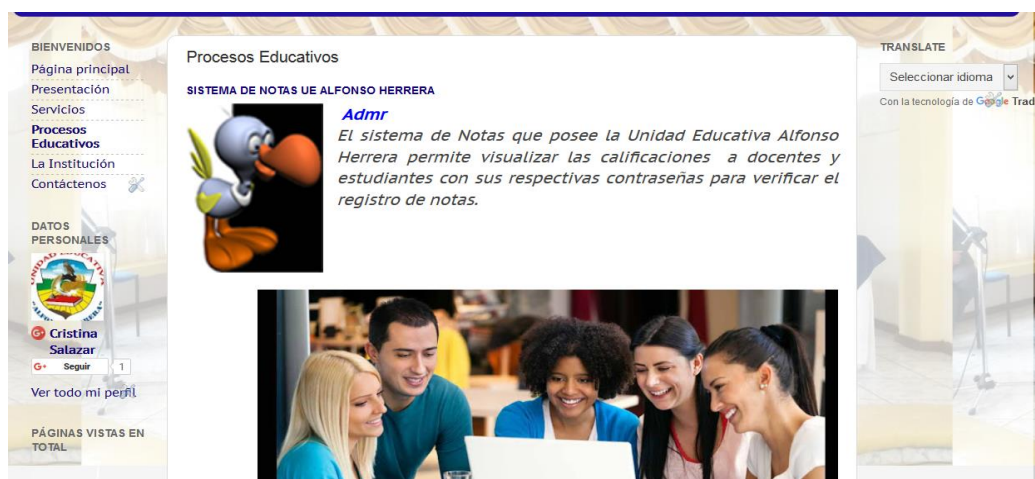 BIENVENIDOS
Página principal
Presentación
Servicios
Procesos
Educativos
La Institución
Contáctenos
DATOS
PERSONALES
UNIDAD EDUCATIVA
Cristina
Salazar
G+ Seguir 1
Ver todo mi perfil
PÁGINAS VISTAS EN
TOTAL
Procesos Educativos
SISTEMA DE NOTAS UE ALFONSO HERRERA
Admr
El sistema de Notas que posee la Unidad Educativa Alfonso
Herrera permite visualizar las calificaciones a docentes y
estudiantes con sus respectivas contraseñas para verificar el
registro de notas.
TRANSLATE
Seleccionar idioma
Con la tecnología de Google Trad